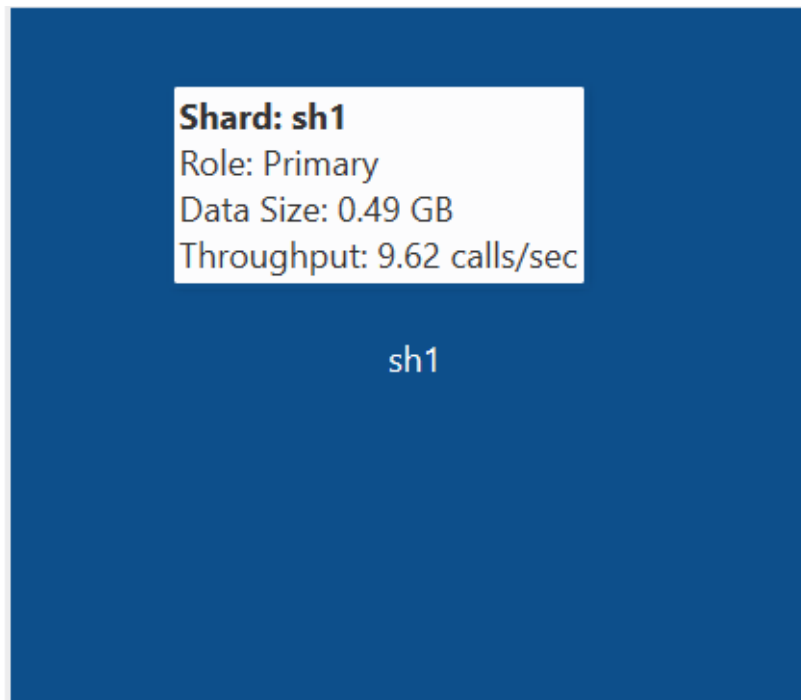 Shard: sh1
Role: Primary
Data Size: 0.49 GB
Throughput: 9.62 calls/sec
sh1